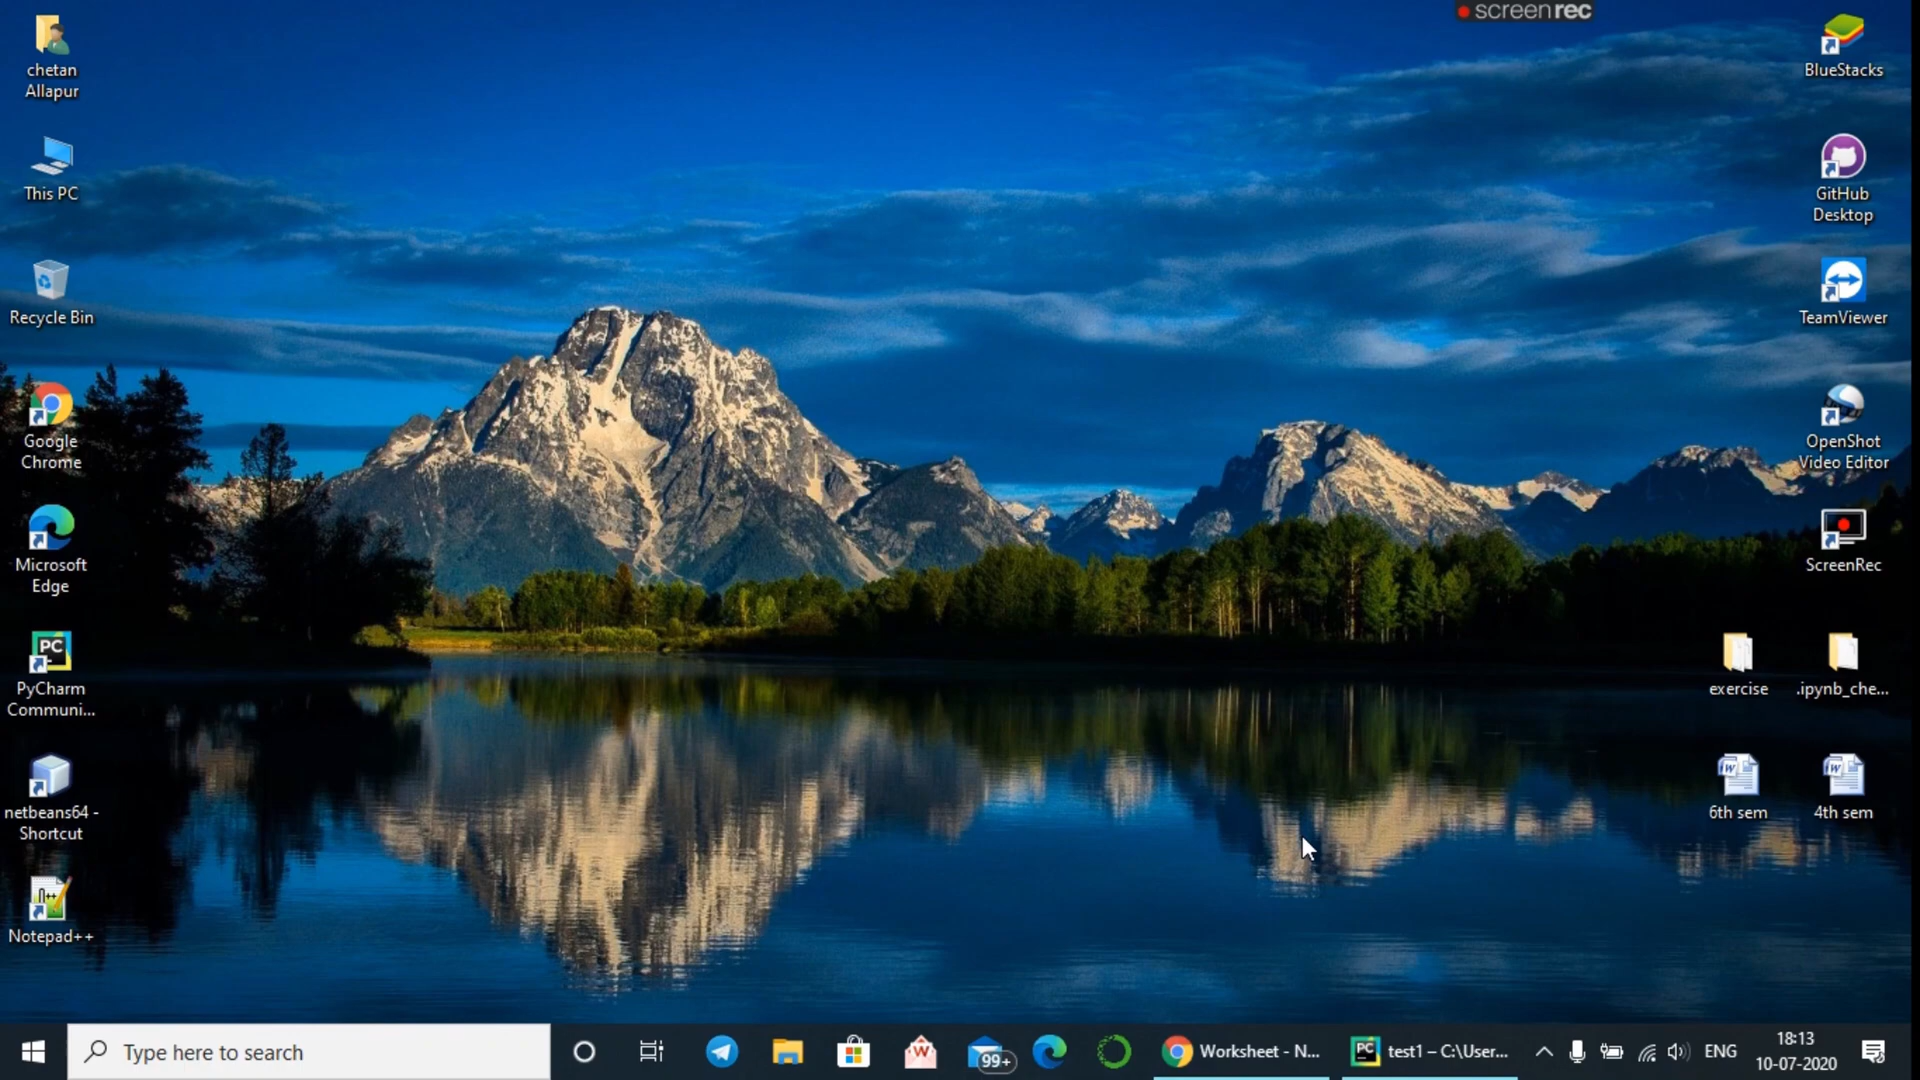 screenrec
chetan
Allapur
This PC
Recycle Bin
Google
Chrome
Microsoft
Edge
PC
PyCharm
Communi...
netbeans64 -
Shortcut
Notepad++
BlueStacks
GitHub
Desktop
TeamViewer
OpenShot
Video Editor
ScreenRec
exercise
.ipynb_che...
6th sem
4th sem
Type here to search
99+
Worksheet - N...
PC
test1 – C:\User...
ENG
18:13
10-07-2020